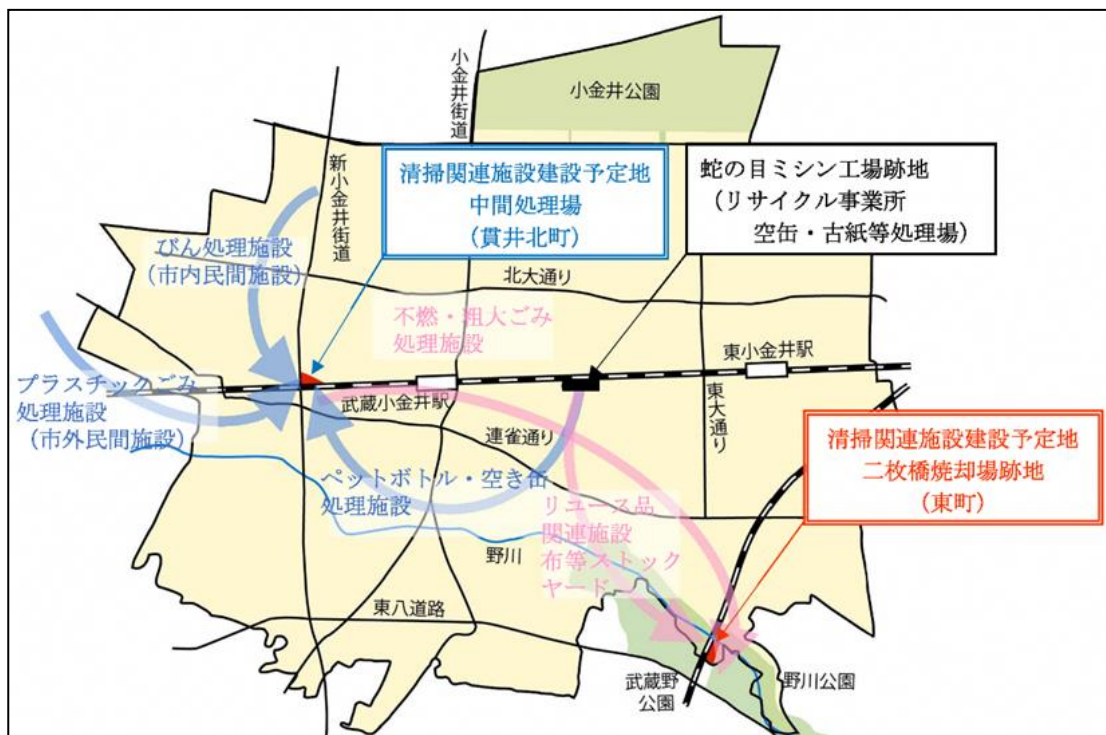 小金井公園
小金井街道
新小金井街道
清掃関連施設建設予定地
中間処理場
(貫井北町)
蛇の目ミシン工場跡地
(リサイクル事業所
空缶・古紙等処理場)
びん処理施設
(市内民間施設)
北大通り
不燃・粗大ごみ
処理施設
東小金井駅
プラスチックごみ
処理施設
(市外民間施設)
武蔵小金井駅
連雀通り
東大通り
清掃関連施設建設予定地
二枚橋焼却場跡地
(東町)
ペットボトル・空き缶
処理施設
リユース品
関連施設
布等ストック
ヤード
野川
東八道路
武蔵野
公園
野川公園